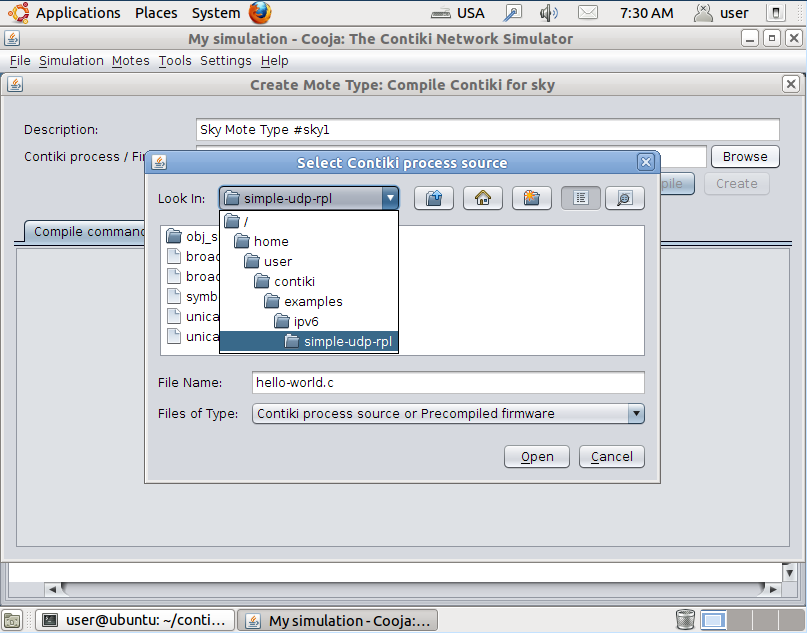 Applications Places System USA 7:30 AM user
My simulation - Cooja: The Contiki Network Simulator
File Simulation Motes Tools Settings Help
Create Mote Type: Compile Contiki for sky
Description: Sky Mote Type #sky1
Contiki process / Fir Browse
Select Contiki process source
Look In: simple-udp-rpl
pile Create
/
Compile command
obj_s
home
broad
user
broad
contiki
symb
examples
unica
ipv6
unica
simple-udp-rpl
File Name: hello-world.c
Files of Type: Contiki process source or Precompiled firmware
Open Cancel
user@ubuntu: ~/conti... My simulation - Cooja:...